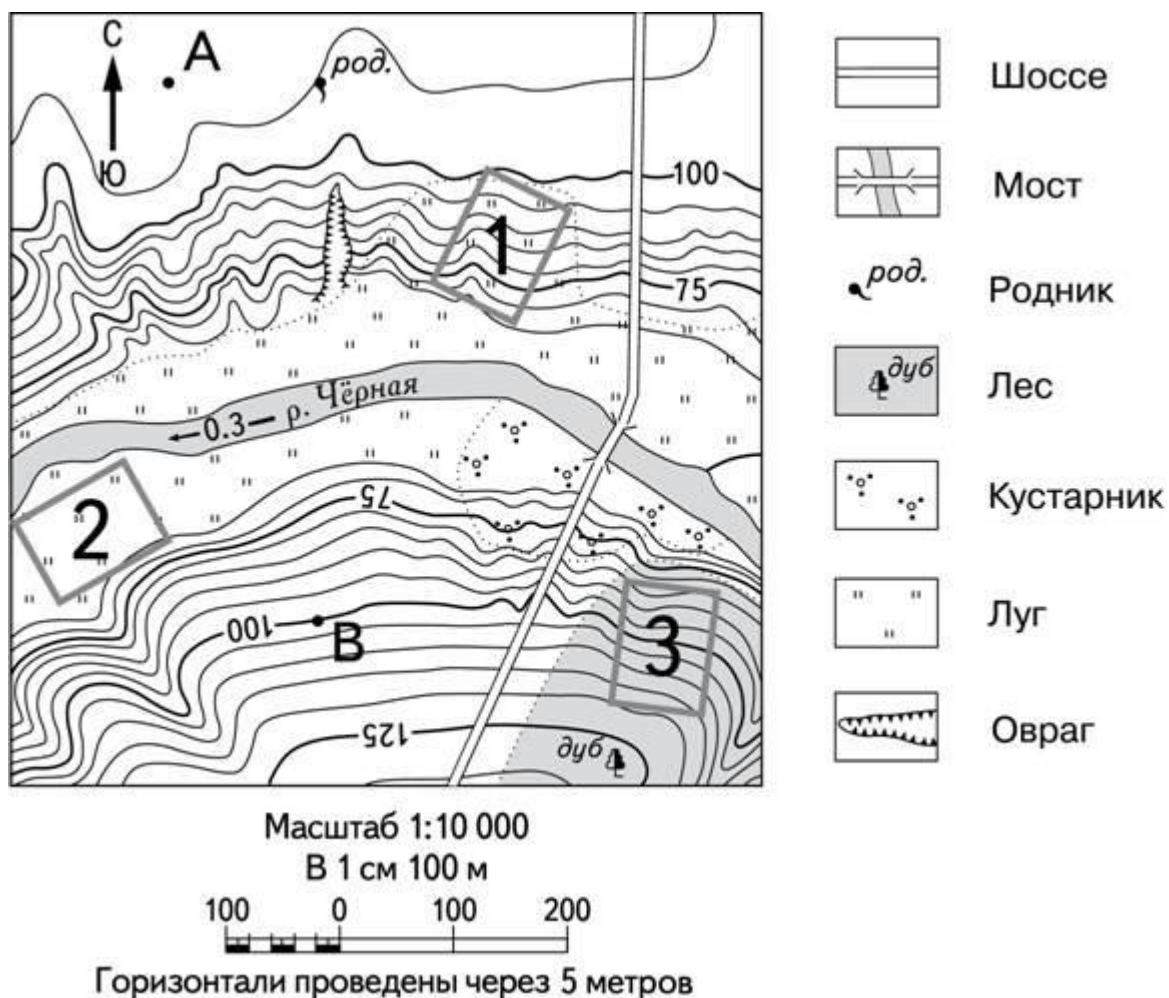 С
А
род.
Ю
100
1
75
0.3
р. Чёрная
75
2
100
В
3
125
дуб
Шоссе
Мост
род.
Родник
дуб
Лес
Кустарник
Луг
Овраг
Масштаб 1:10 000
В 1 см 100 м
100 0 100 200
Горизонтали проведены через 5 метров